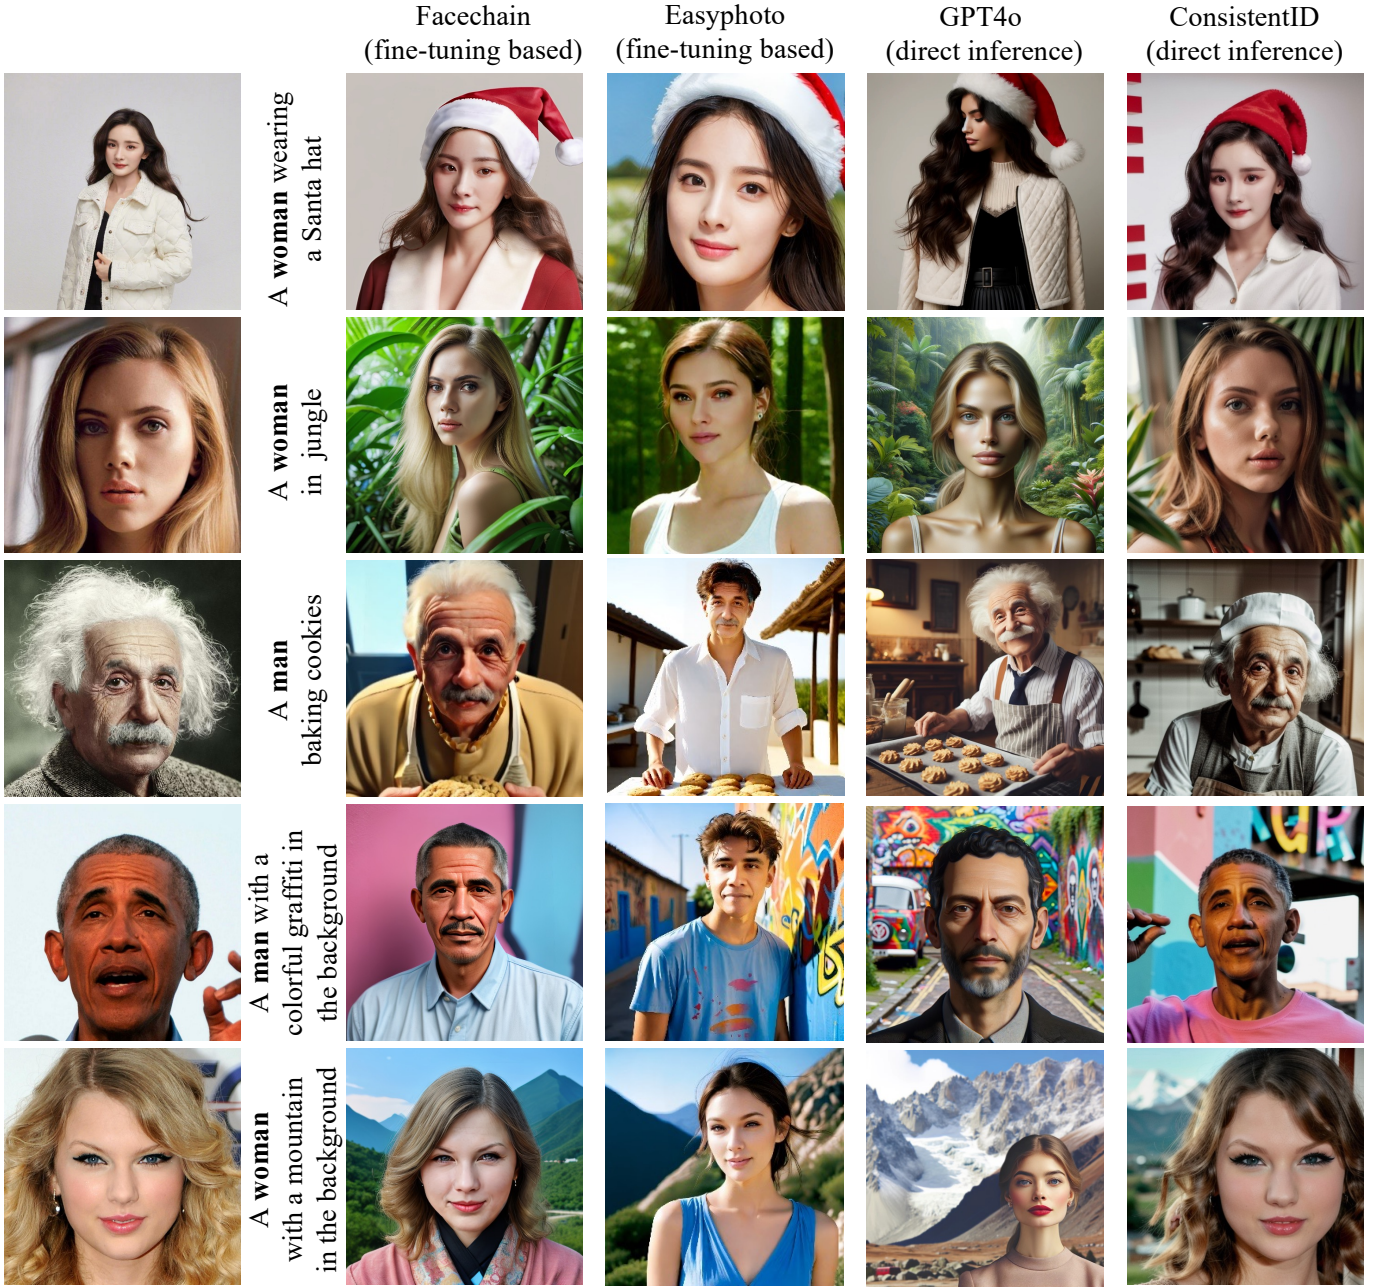 Facechain
(fine-tuning based)
Easyphoto
(fine-tuning based)
GPT4o
(direct inference)
ConsistentID
(direct inference)
A woman wearing
a Santa hat
A woman
in jungle
A man
baking cookies
A man with a
colorful graffiti in
the background
A woman
with a mountain
in the background